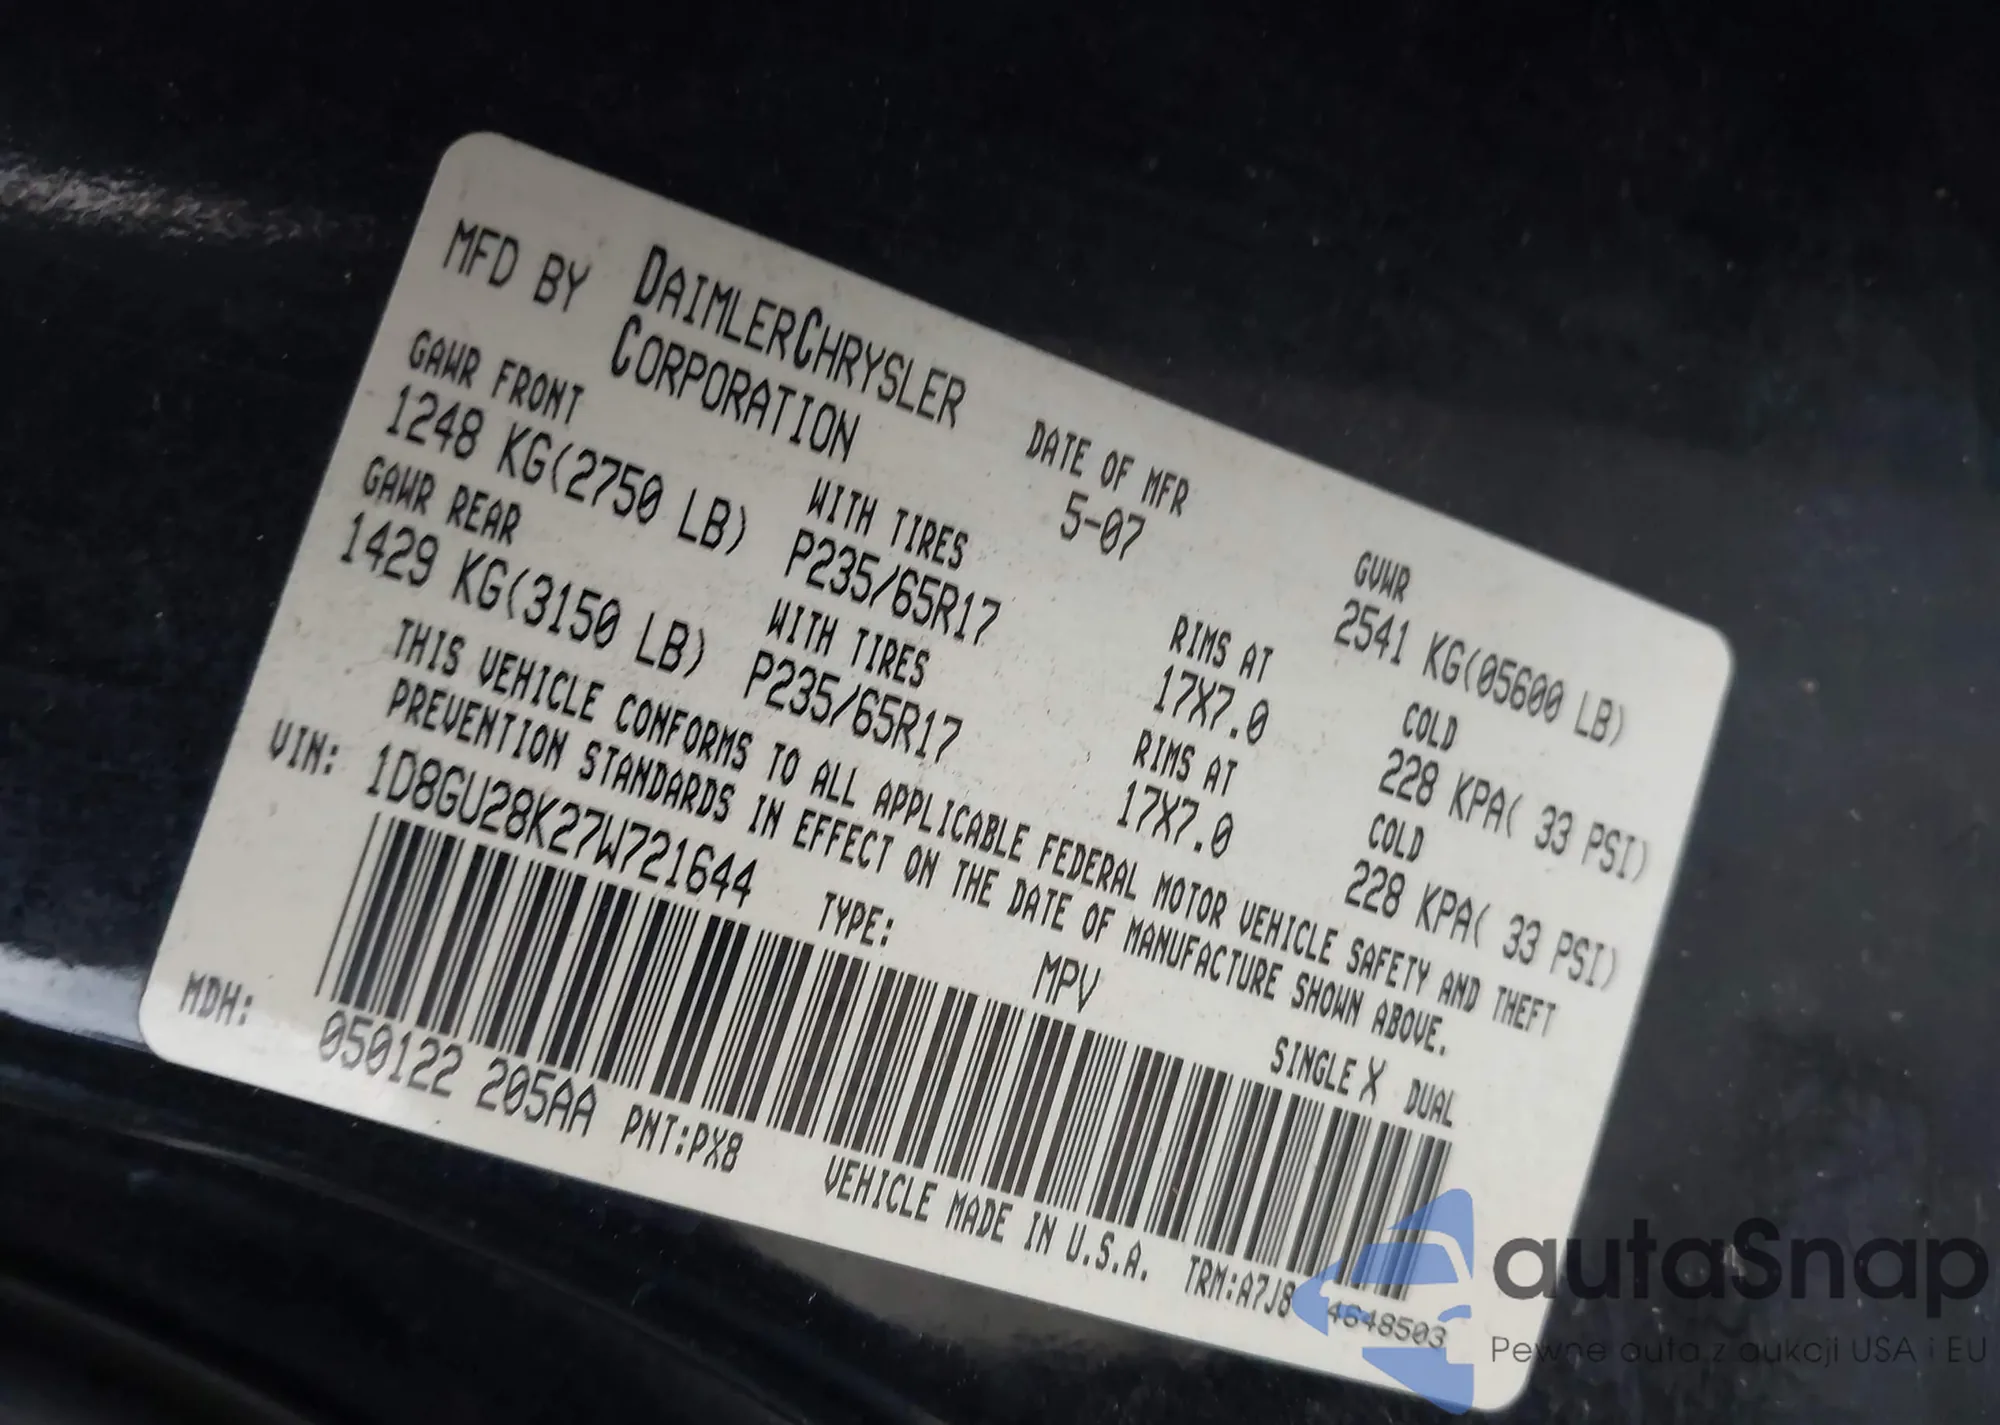 MFD BY DAIMLERCHRYSLER
CORPORATION
DATE OF MFR
5-07
GVWR
2541 KG(05600 LB)
GAWR FRONT WITH TIRES RIMS AT COLD
1248 KG(2750 LB) P235/65R17 17X7.0 228 KPA( 33 PSI)
GAWR REAR WITH TIRES RIMS AT COLD
1429 KG(3150 LB) P235/65R17 17X7.0 228 KPA( 33 PSI)
THIS VEHICLE CONFORMS TO ALL APPLICABLE FEDERAL MOTOR VEHICLE SAFETY AND THEFT
PREVENTION STANDARDS IN EFFECT ON THE DATE OF MANUFACTURE SHOWN ABOVE.
VIN: 1D8GU28K27W721644 TYPE: MPV SINGLE X DUAL
MDH: 050122 205AA PNT:PX8 VEHICLE MADE IN U.S.A. TRM:A7J8 4648503
autaSnap
Pewne auta z aukcji USA i EU